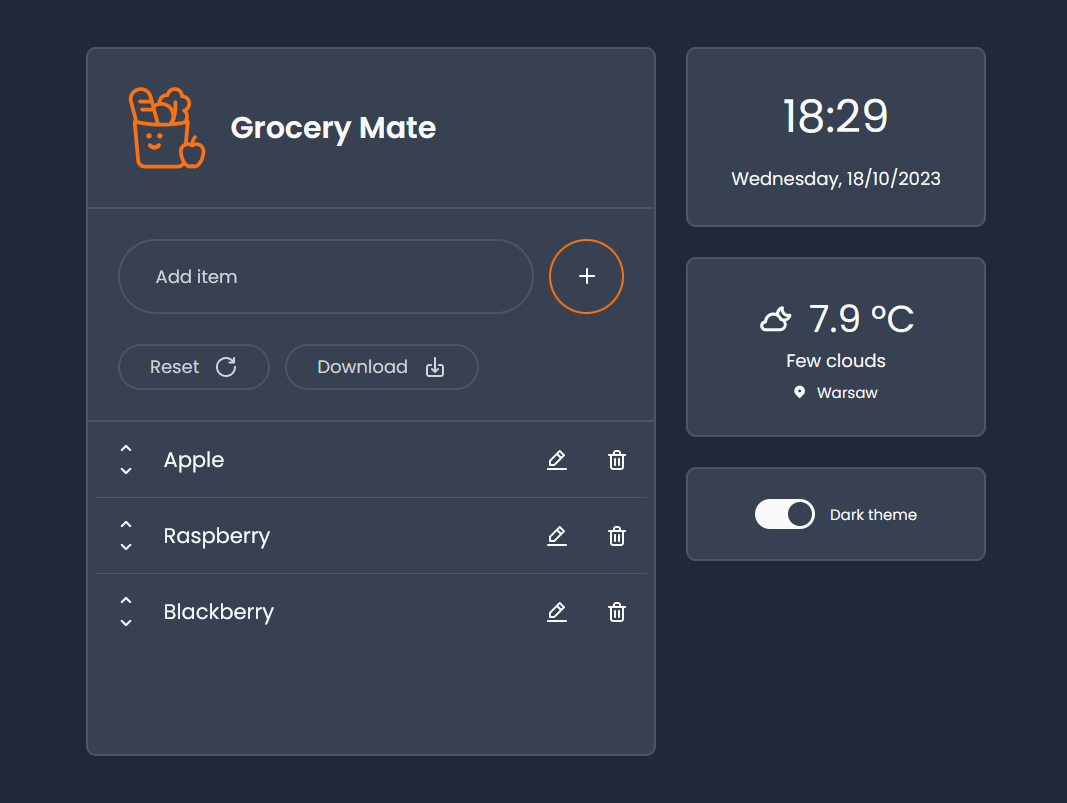 Grocery Mate
Add item
Reset
Download
Apple
Raspberry
Blackberry
18:29
Wednesday, 18/10/2023
7.9 °C
Few clouds
Warsaw
Dark theme